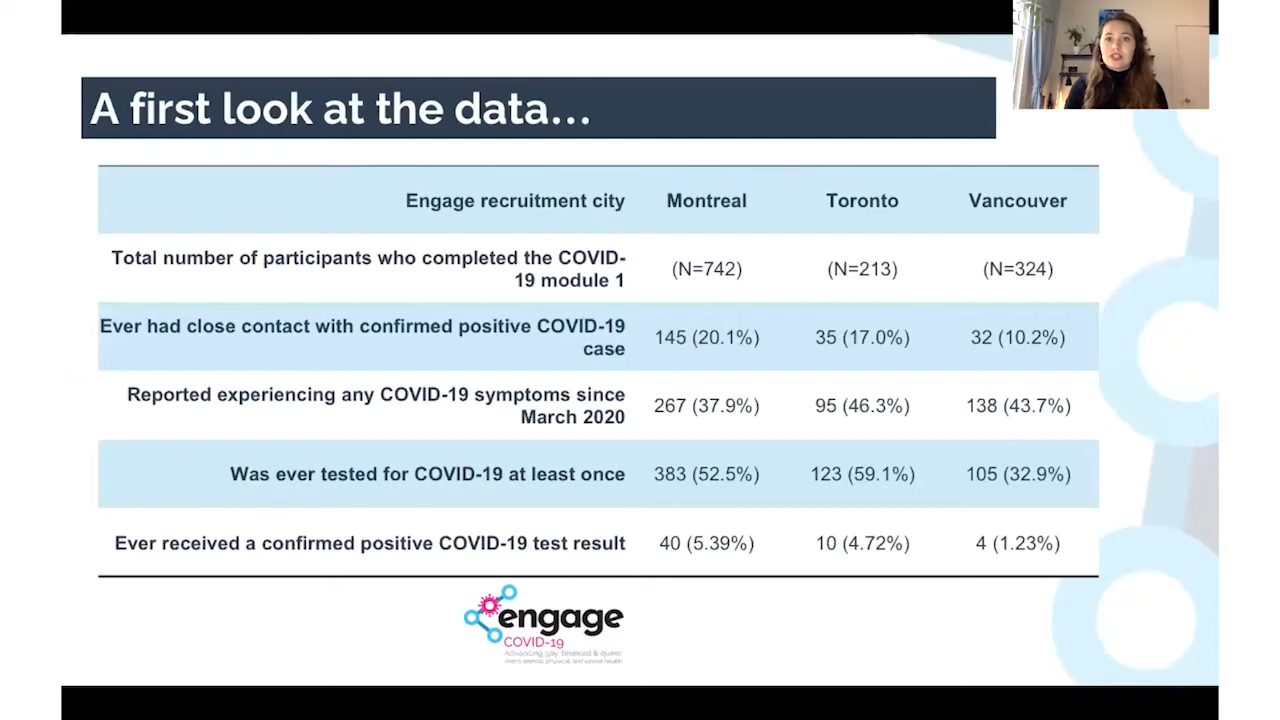 A first look at the data...
Engage recruitment city Montreal Toronto Vancouver
Total number of participants who completed the COVID-
19 module 1 (N=742) (N=213) (N=324)
Ever had close contact with confirmed positive COVID-19
case 145 (20.1%) 35 (17.0%) 32 (10.2%)
Reported experiencing any COVID-19 symptoms since
March 2020 267 (37.9%) 95 (46.3%) 138 (43.7%)
Was ever tested for COVID-19 at least once 383 (52.5%) 123 (59.1%) 105 (32.9%)
Ever received a confirmed positive COVID-19 test result 40 (5.39%) 10 (4.72%) 4 (1.23%)
engage
COVID-19
Advancing gay, bisexual & queer